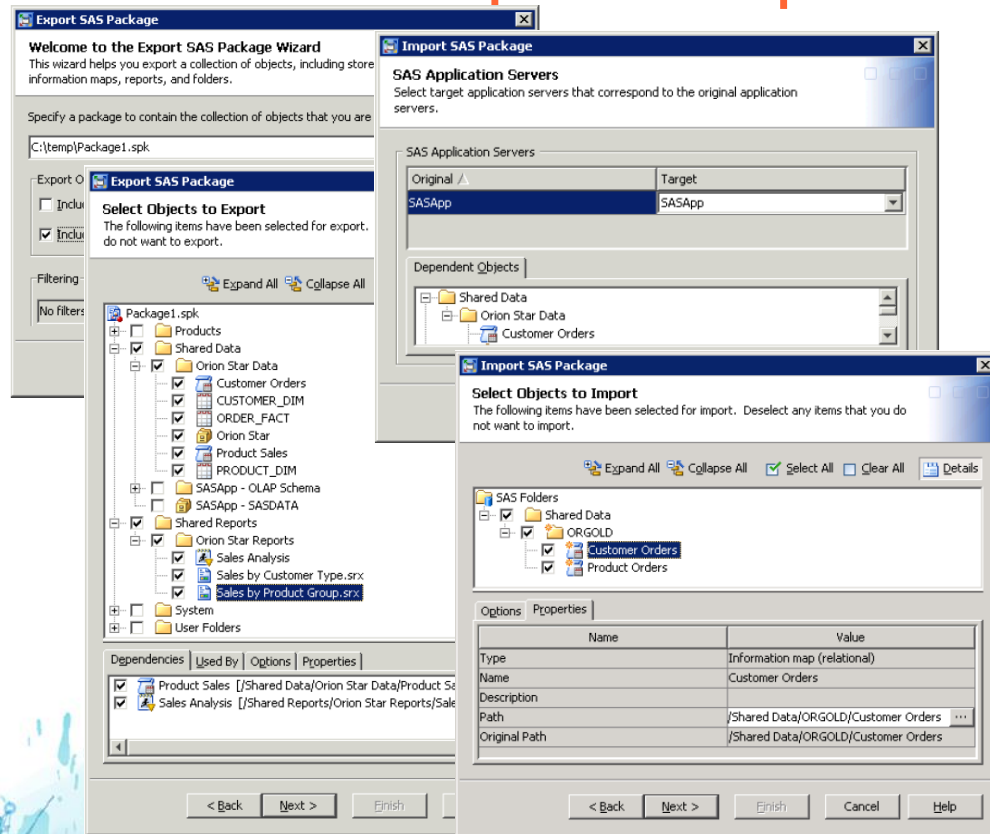 Export SAS Package
Welcome to the Export SAS Package Wizard
This wizard helps you export a collection of objects, including store
information maps, reports, and folders.
Specify a package to contain the collection of objects that you are
C:\temp\Package1.spk
Export O
Inclu
Inclu
Filtering
No filters
Import SAS Package
SAS Application Servers
Select target application servers that correspond to the original application
servers.
SAS Application Servers
Original Target
SASApp SASApp
Dependent Objects
Shared Data
Orion Star Data
Customer Orders
Export SAS Package
Select Objects to Export
The following items have been selected for export.
do not want to export.
Expand All Collapse All
Package1.spk
Products
Shared Data
Orion Star Data
Customer Orders
CUSTOMER_DIM
ORDER_FACT
Orion Star
Product Sales
PRODUCT_DIM
SASApp - OLAP Schema
SASApp - SASDATA
Shared Reports
Orion Star Reports
Sales Analysis
Sales by Customer Type.srx
Sales by Product Group.srx
System
User Folders
Dependencies Used By Options Properties
Product Sales [/Shared Data/Orion Star Data/Product Sa
Sales Analysis [/Shared Reports/Orion Star Reports/Sale
< Back Next > Finish
Import SAS Package
Select Objects to Import
The following items have been selected for import. Deselect any items that you do
not want to import.
Expand All Collapse All Select All Clear All Details
SAS Folders
Shared Data
ORGOLD
Customer Orders
Product Orders
Options Properties
Name Value
Type Information map (relational)
Name Customer Orders
Description
Path /Shared Data/ORGOLD/Customer Orders ...
Original Path /Shared Data/ORGOLD/Customer Orders
< Back Next > Finish Cancel Help